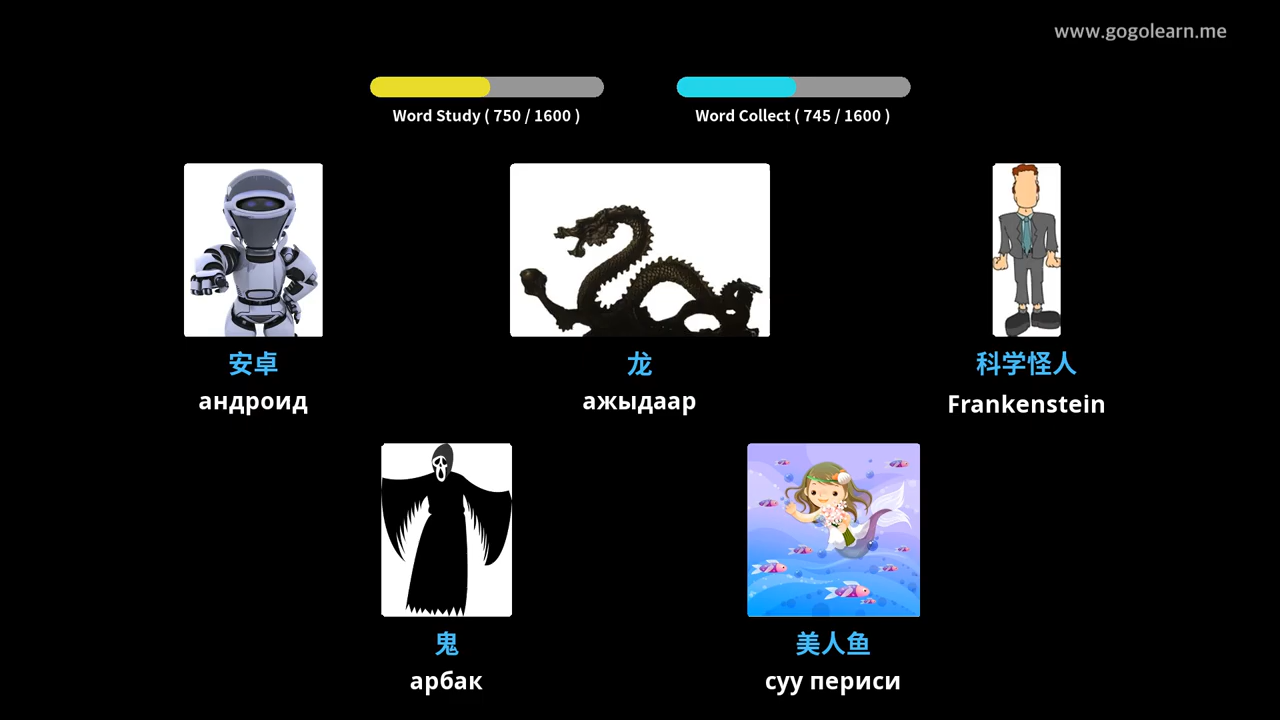 www.gogolearn.me
Word Study ( 750 / 1600 )
Word Collect ( 745 / 1600 )
安卓
龙
科学怪人
андроид
ажыдаар
Frankenstein
鬼
美人鱼
арбак
суу периси